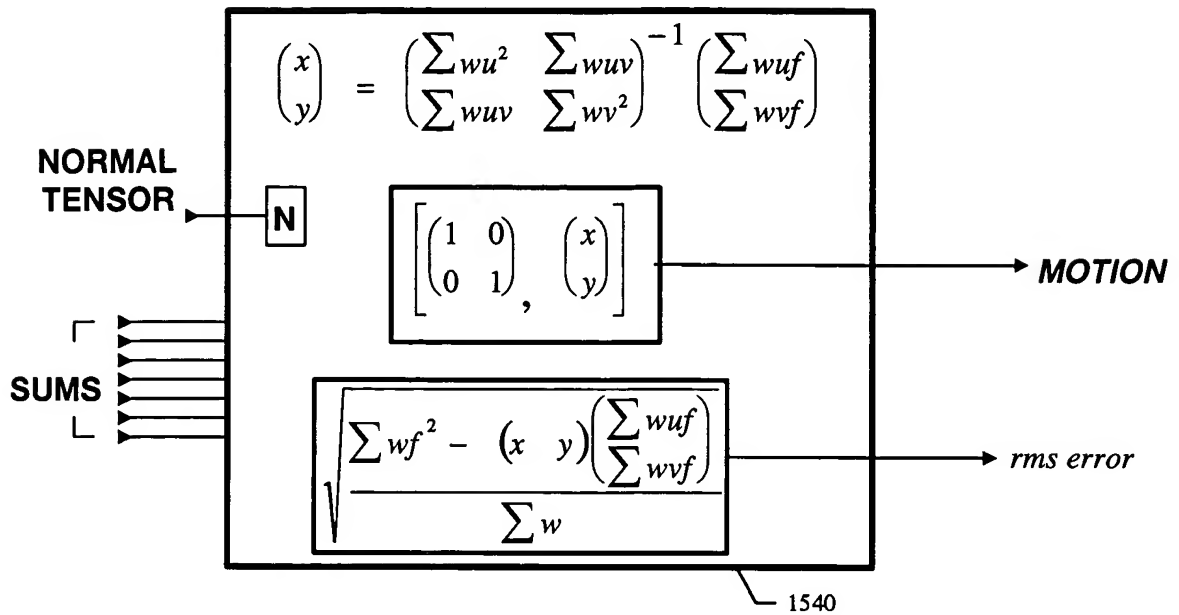 (x y) = (∑wu² ∑wuv ∑wuv ∑wv²)⁻¹ (∑wuf ∑wvf)
NORMAL
TENSOR
N
[(1 0 0 1), (x y)]
MOTION
SUMS
√((∑wf² − (x y)(∑wuf ∑wvf)) / ∑w)
rms error
1540